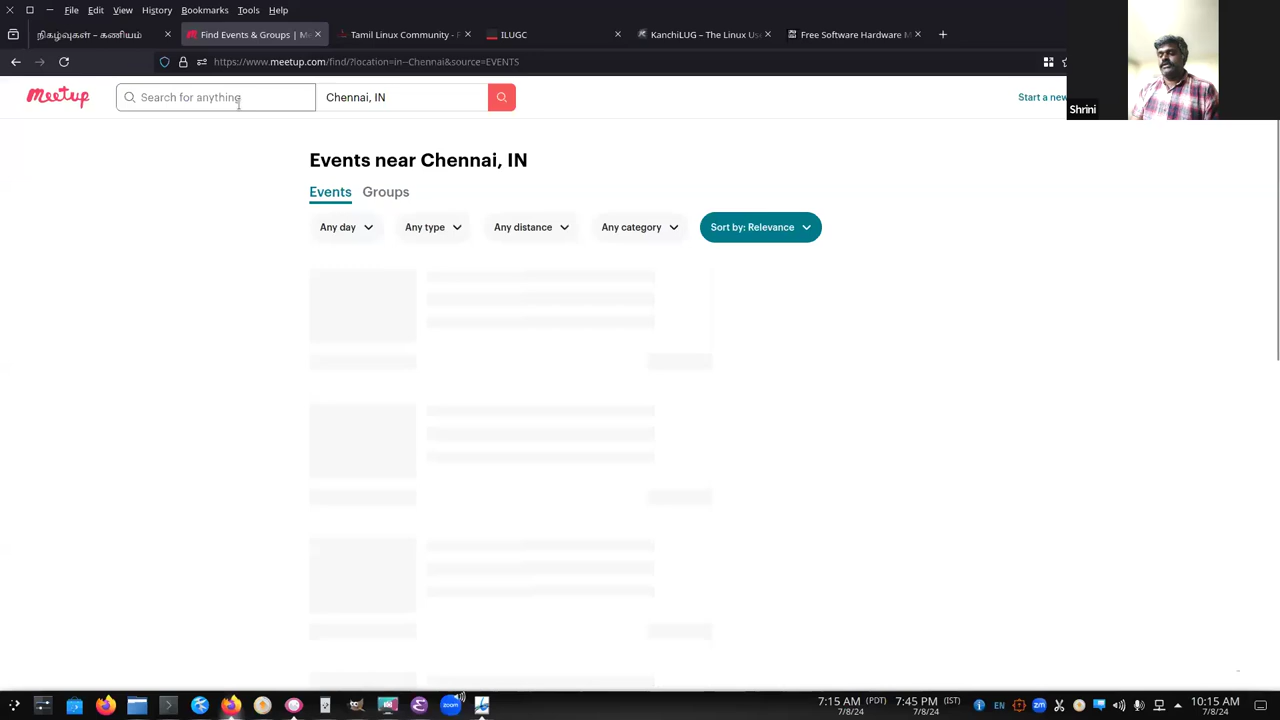 File Edit View History Bookmarks Tools Help
நிகழ்வுகள் – கணியம்
Find Events & Groups | Me
Tamil Linux Community -
ILUGC
KanchiLUG – The Linux Us
Free Software Hardware M
https://www.meetup.com/find/?location=in--Chennai&source=EVENTS
Meetup
Search for anything
Chennai, IN
Start a new
Shrini
Events near Chennai, IN
Events Groups
Any day
Any type
Any distance
Any category
Sort by: Relevance
zoom
7:15 AM (PDT)
7/8/24
7:45 PM (IST)
7/8/24
EN
zm
10:15 AM
7/8/24